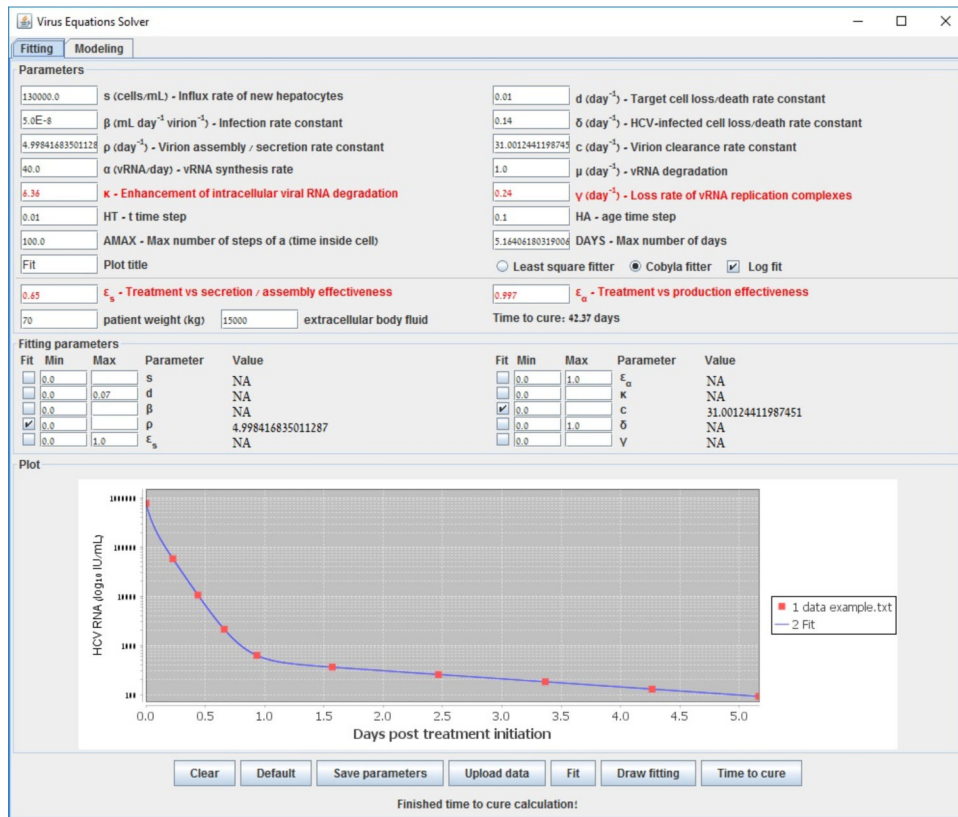 Virus Equations Solver
Fitting Modeling
Parameters
130000.0 s (cells/mL) - Influx rate of new hepatocytes 0.01 d (day⁻¹) - Target cell loss/death rate constant
5.0E-8 β (mL day⁻¹ virion⁻¹) - Infection rate constant 0.14 δ (day⁻¹) - HCV-infected cell loss/death rate constant
4.99841683501128 ρ (day⁻¹) - Virion assembly / secretion rate constant 31.0012441198745 c (day⁻¹) - Virion clearance rate constant
40.0 α (vRNA/day) - vRNA synthesis rate 1.0 μ (day⁻¹) - vRNA degradation
6.36 κ - Enhancement of intracellular viral RNA degradation 0.24 γ (day⁻¹) - Loss rate of vRNA replication complexes
0.01 HT - t time step 0.1 HA - age time step
100.0 AMAX - Max number of steps of a (time inside cell) 5.16406180319006 DAYS - Max number of days
Fit Plot title Least square fitter Cobyla fitter Log fit
0.65 εs - Treatment vs secretion / assembly effectiveness 0.997 εα - Treatment vs production effectiveness
70 patient weight (kg) 15000 extracellular body fluid Time to cure: 42.37 days
Fitting parameters
Fit Min Max Parameter Value Fit Min Max Parameter Value
0.0 s NA 0.0 1.0 εα NA
0.0 0.07 d NA 0.0 κ NA
0.0 β NA 0.0 c 31.00124411987451
0.0 ρ 4.998416835011287 0.0 1.0 δ NA
0.0 1.0 εs NA 0.0 γ NA
Plot
HCV RNA (log₁₀ IU/mL)
1000000
100000
10000
1000
100
0.0 0.5 1.0 1.5 2.0 2.5 3.0 3.5 4.0 4.5 5.0
Days post treatment initiation
1 data example.txt
2 Fit
Clear Default Save parameters Upload data Fit Draw fitting Time to cure
Finished time to cure calculation!